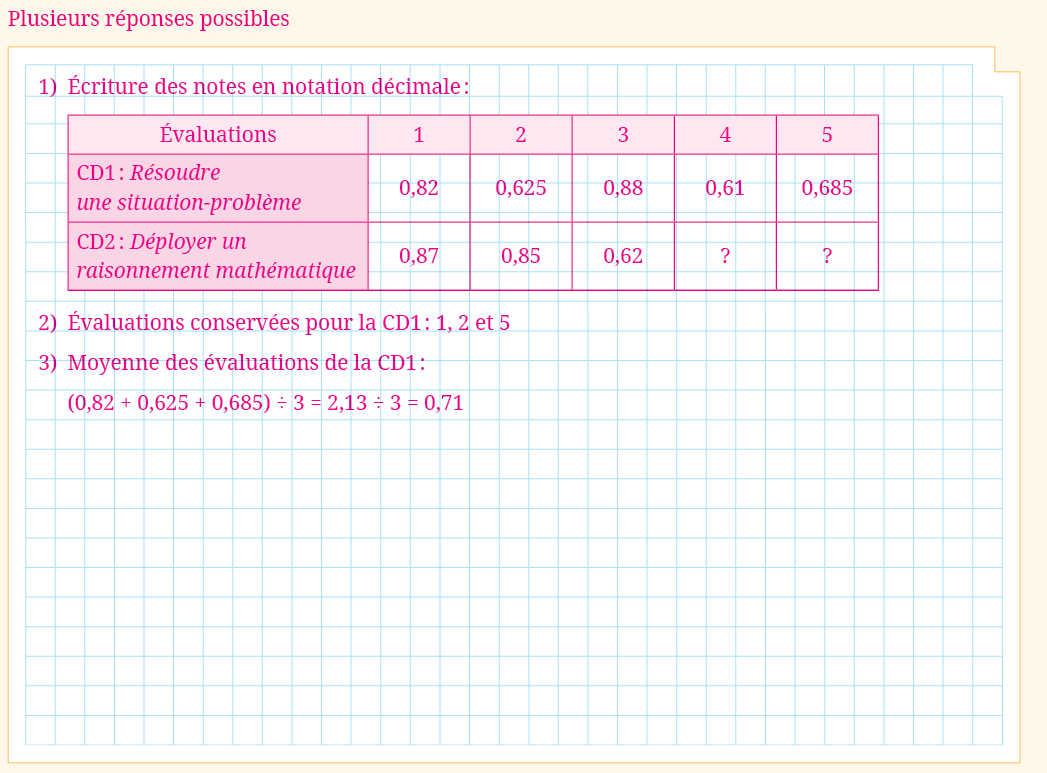 Plusieurs réponses possibles
1) Écriture des notes en notation décimale :
Évaluations 1 2 3 4 5
CD1 : Résoudre
une situation-problème 0,82 0,625 0,88 0,61 0,685
CD2 : Déployer un
raisonnement mathématique 0,87 0,85 0,62 ? ?
2) Évaluations conservées pour la CD1 : 1, 2 et 5
3) Moyenne des évaluations de la CD1 :
(0,82 + 0,625 + 0,685) ÷ 3 = 2,13 ÷ 3 = 0,71